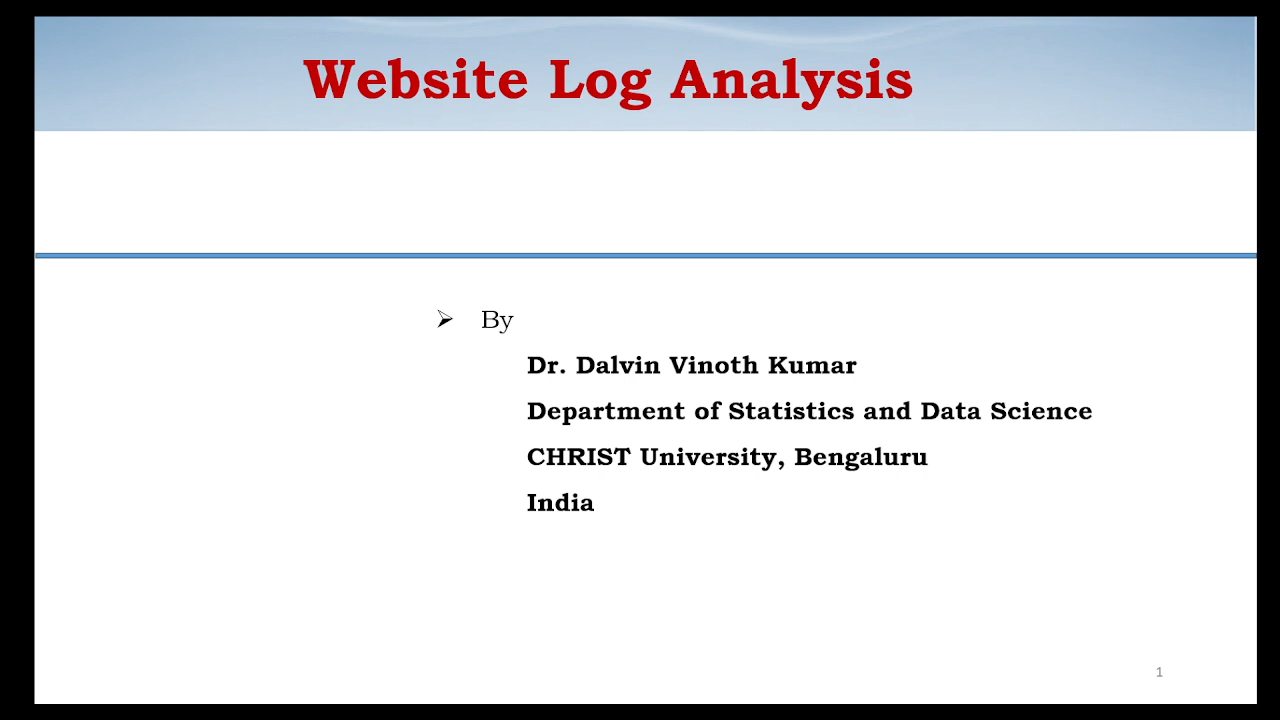 Website Log Analysis
By
Dr. Dalvin Vinoth Kumar
Department of Statistics and Data Science
CHRIST University, Bengaluru
India
1